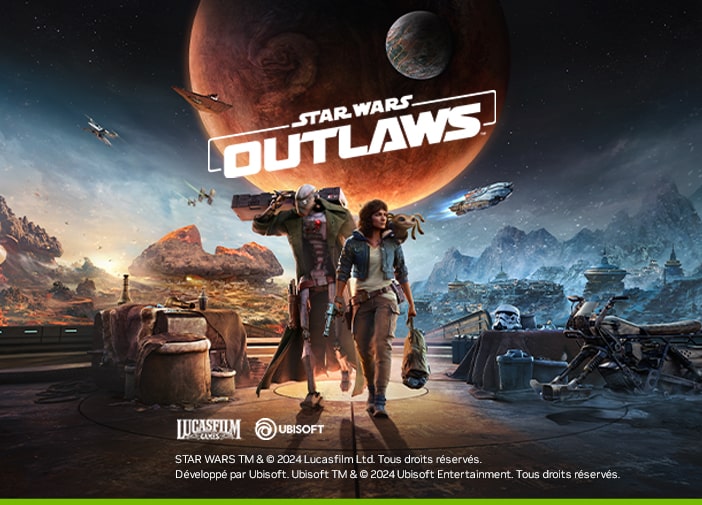 STAR WARS
OUTLAWS™
LUCASFILM
GAMES
UBISOFT
STAR WARS TM & © 2024 Lucasfilm Ltd. Tous droits réservés.
Développé par Ubisoft. Ubisoft TM & © 2024 Ubisoft Entertainment. Tous droits réservés.